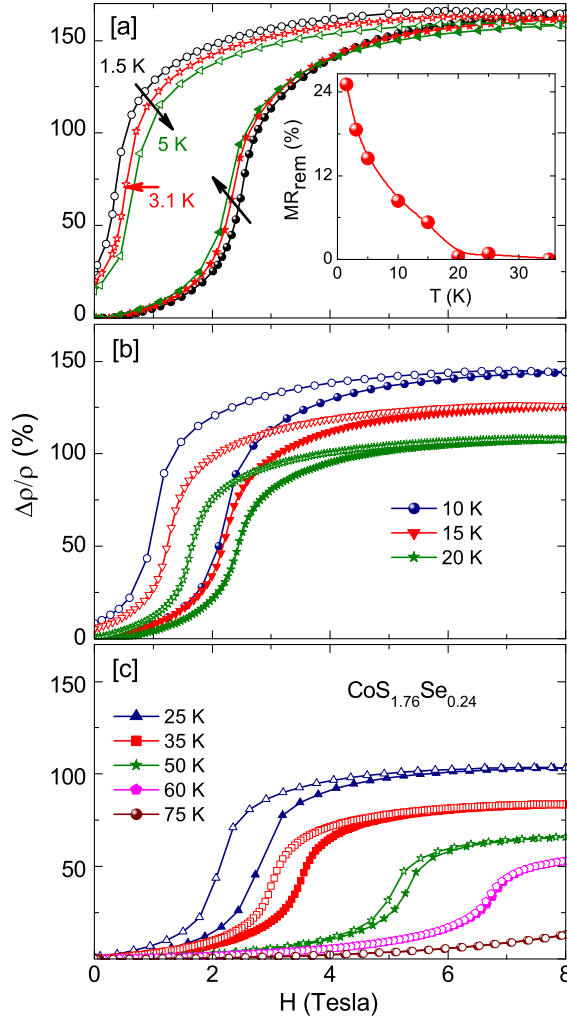 [a]
150
100
50
0
1.5 K
5 K
3.1 K
24
12
0
MRrem (%)
10
20
30
T (K)
[b]
150
100
50
0
Δρ/ρ (%)
10 K
15 K
20 K
[c]
CoS1.76Se0.24
150
100
50
25 K
35 K
50 K
60 K
75 K
0
2
4
6
8
H (Tesla)